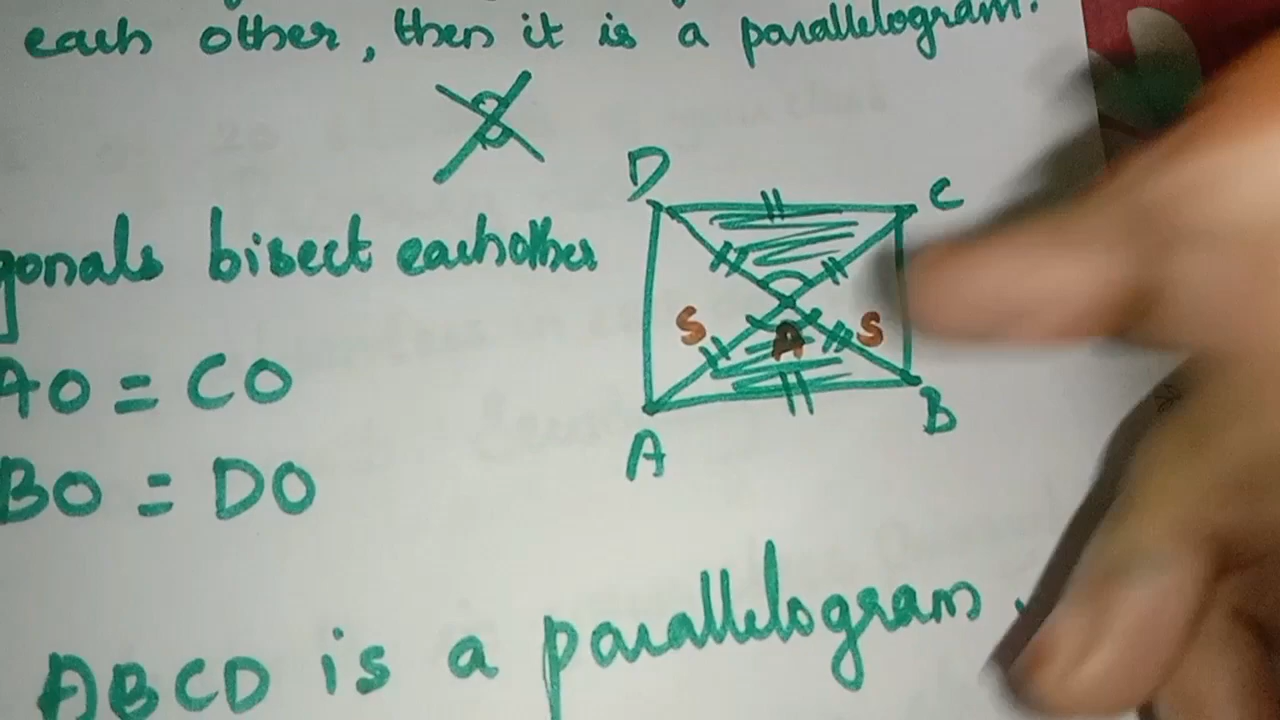 each other, then it is a parallelogram.
gonals bisect eachother
AO = CO
BO = DO
D
C
S
A
S
A
B
ABCD is a parallelogram.